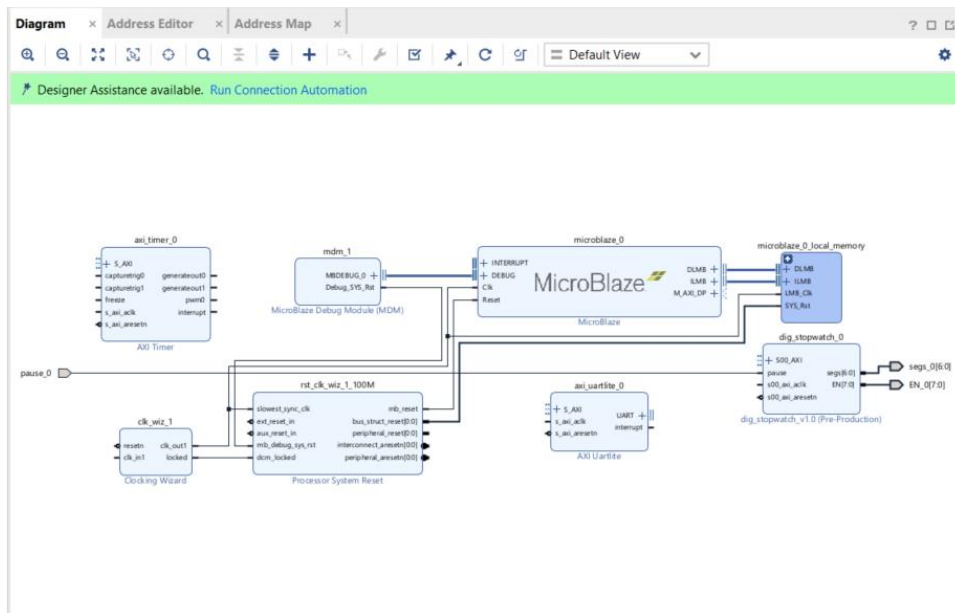 Diagram × Address Editor × Address Map ×
Default View
Designer Assistance available. Run Connection Automation
axi_timer_0
S_AXI
capturetrig0 generateout0
capturetrig1 generateout1
freeze pwm0
s_axi_aclk interrupt
s_axi_aresetn
AXI Timer
mdm_1
MBDEBUG_0
Debug_SYS_Rst
MicroBlaze Debug Module (MDM)
microblaze_0
INTERRUPT
DEBUG DLMB
Clk ILMB
Reset M_AXI_DP
MicroBlaze
MicroBlaze
microblaze_0_local_memory
DLMB
ILMB
LMB_Clk
SYS_Rst
dig_stopwatch_0
S00_AXI
pause segs[6:0]
s00_axi_aclk EN[7:0]
s00_axi_aresetn
dig_stopwatch_v1.0 (Pre-Production)
segs_0[6:0]
EN_0[7:0]
pause_0
rst_clk_wiz_1_100M
slowest_sync_clk mb_reset
ext_reset_in bus_struct_reset[0:0]
aux_reset_in peripheral_reset[0:0]
mb_debug_sys_rst interconnect_aresetn[0:0]
dcm_locked peripheral_aresetn[0:0]
Processor System Reset
axi_uartlite_0
S_AXI UART
s_axi_aclk interrupt
s_axi_aresetn
AXI Uartlite
clk_wiz_1
resetn clk_out1
clk_in1 locked
Clocking Wizard